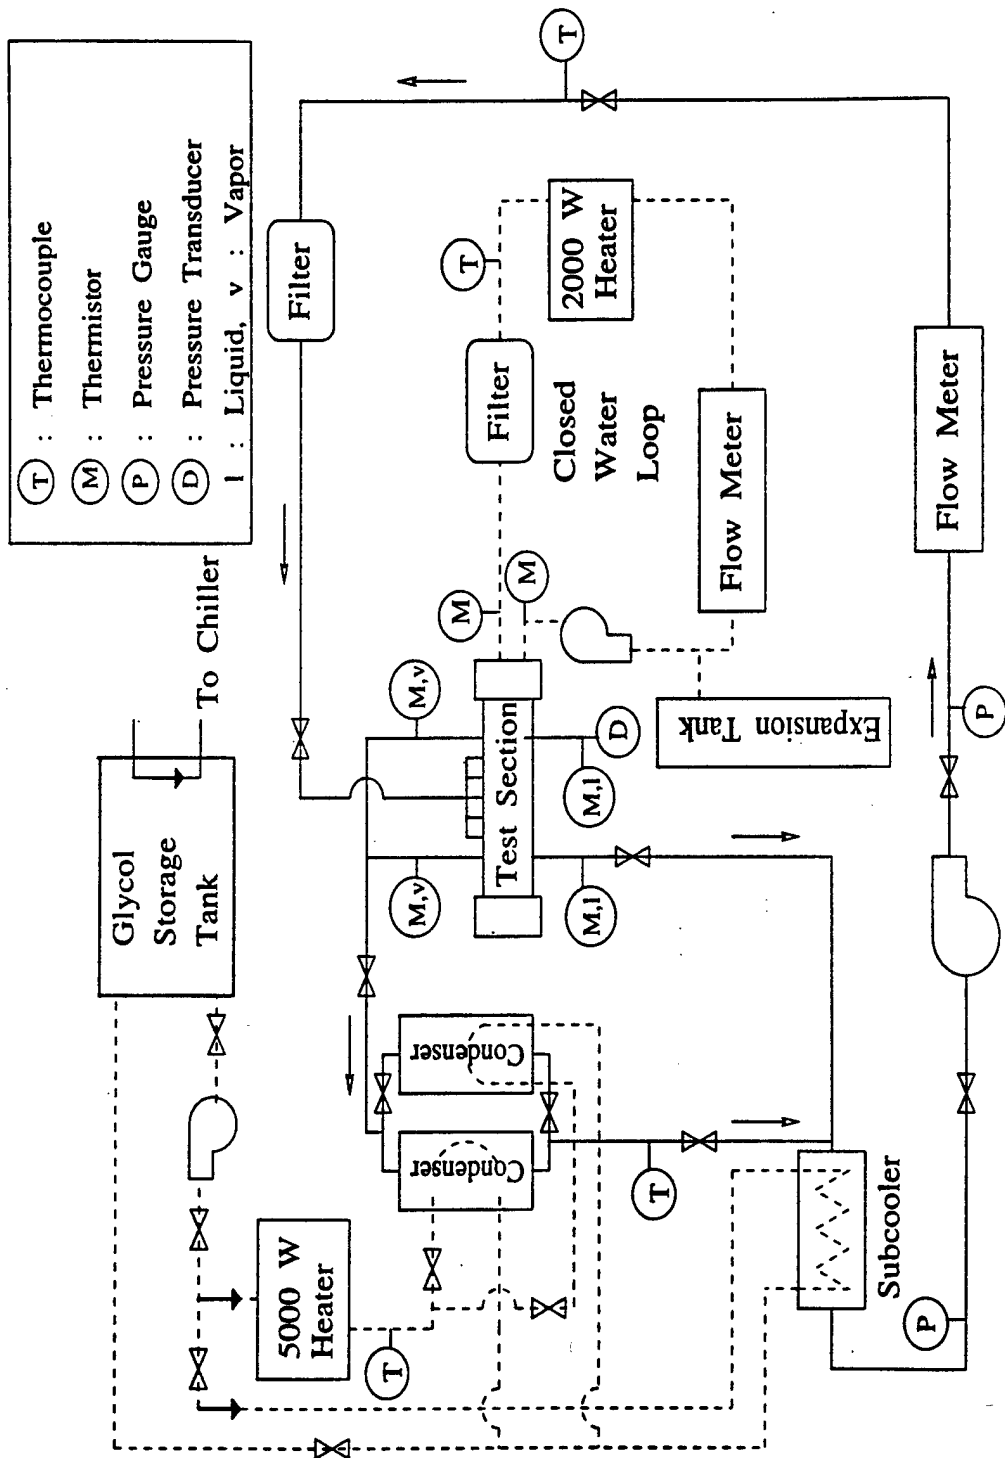 T : Thermocouple
M : Thermistor
P : Pressure Gauge
D : Pressure Transducer
l : Liquid, v : Vapor
To Chiller
Glycol
Storage
Tank
Filter
T
T
2000 W
Heater
Filter
Closed
Water
Loop
Flow Meter
Flow Meter
M
M
M,v
M,v
Test Section
D
M,l
M,l
Expansion Tank
P
Condenser
Condenser
5000 W
Heater
T
T
Subcooler
P